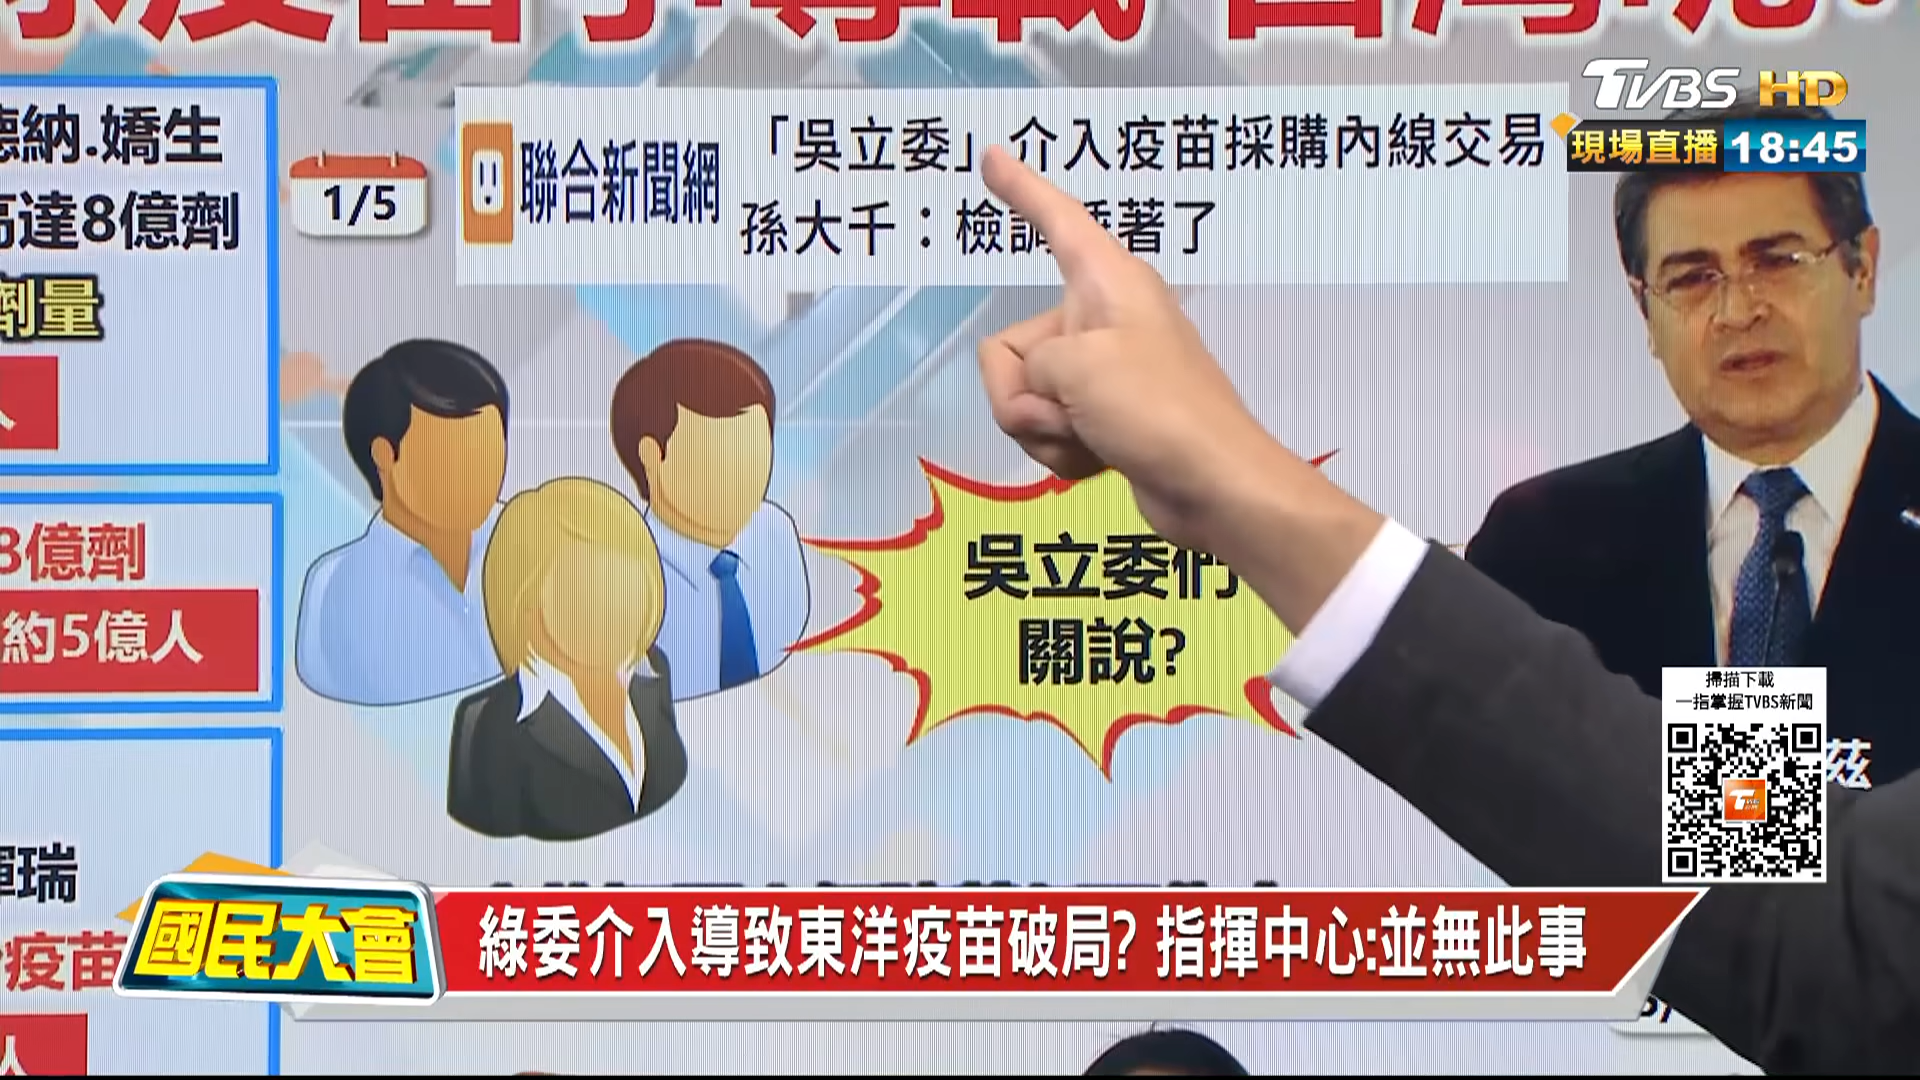 TVBS HD
現場直播 18:45
德納.嬌生
高達8億劑
劑量
人
8億劑
約5億人
輝瑞
疫苗
人
1/5
聯合新聞網
「吳立委」介入疫苗採購內線交易
孫大千：檢調睡著了
吳立委們
關說?
掃描下載
一指掌握TVBS新聞
茲
國民大會
綠委介入導致東洋疫苗破局? 指揮中心:並無此事